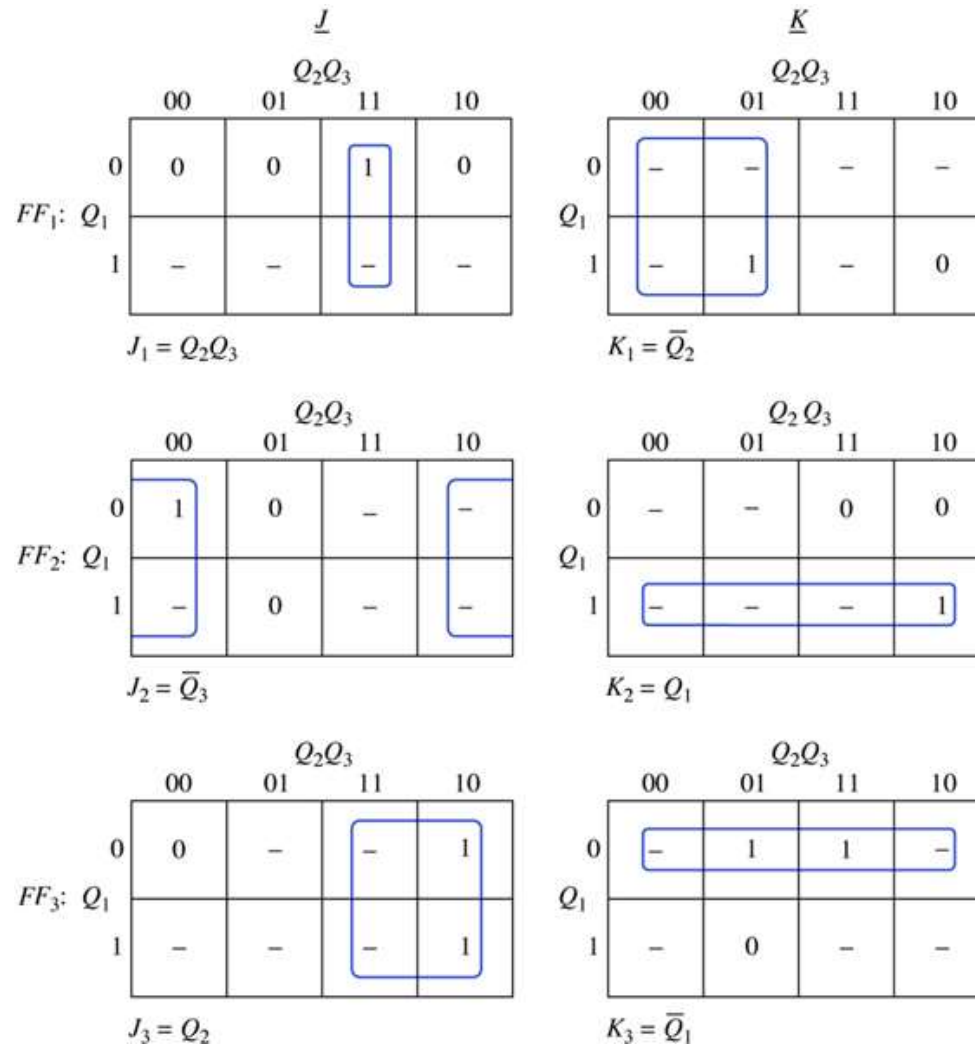 J K
Q₂Q₃ Q₂Q₃
00 01 11 10 00 01 11 10
0 0 0 1 0 0 – – – –
FF₁: Q₁ Q₁
1 – – – – 1 – 1 – 0
J₁ = Q₂Q₃ K₁ = Q̅₂
Q₂Q₃ Q₂ Q₃
00 01 11 10 00 01 11 10
0 1 0 – – 0 – – 0 0
FF₂: Q₁ Q₁
1 – 0 – – 1 – – – 1
J₂ = Q̅₃ K₂ = Q₁
Q₂Q₃ Q₂Q₃
00 01 11 10 00 01 11 10
0 0 – – 1 0 – 1 1 –
FF₃: Q₁ Q₁
1 – – – 1 1 – 0 – –
J₃ = Q₂ K₃ = Q̅₁